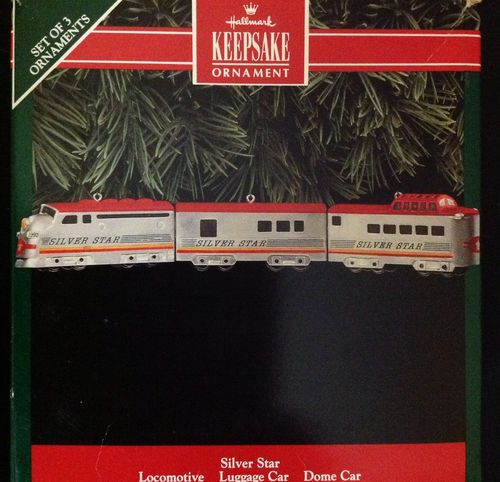 SET OF 3
ORNAMENTS
Hallmark
KEEPSAKE
ORNAMENT
SILVER STAR
SILVER STAR
SILVER STAR
Silver Star
Locomotive Luggage Car Dome Car